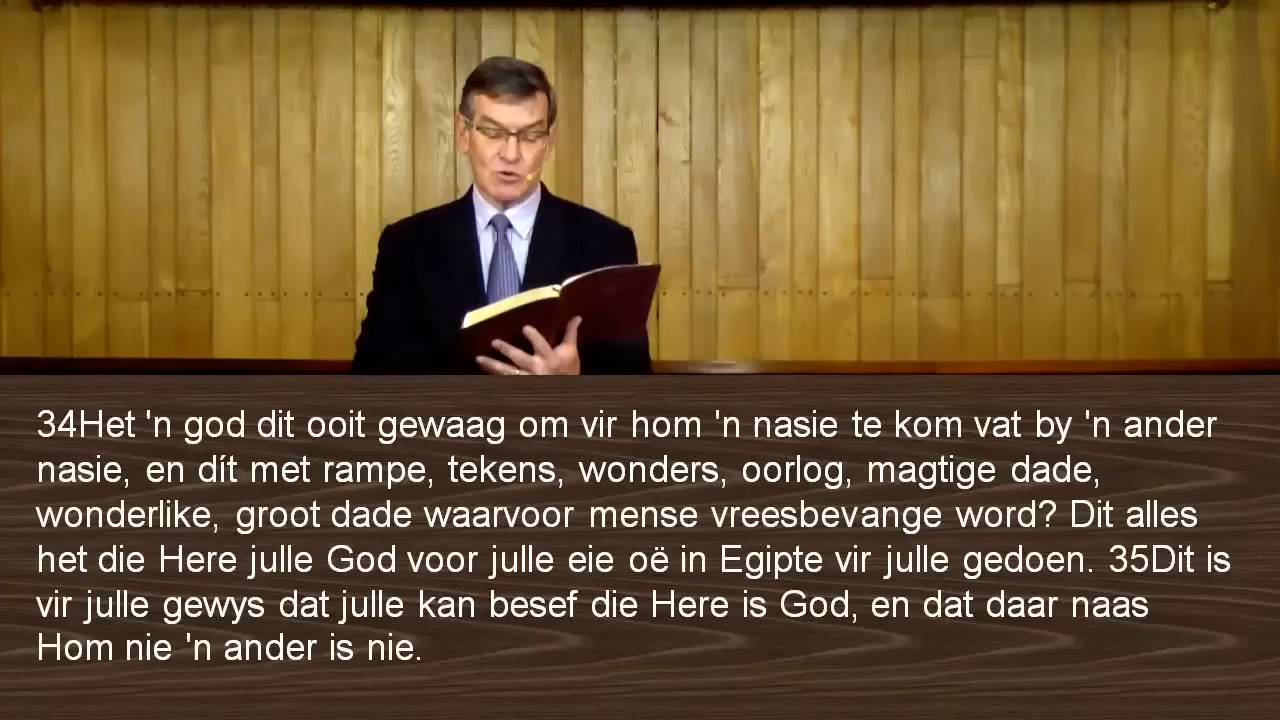 34Het 'n god dit ooit gewaag om vir hom 'n nasie te kom vat by 'n ander
nasie, en dít met rampe, tekens, wonders, oorlog, magtige dade,
wonderlike, groot dade waarvoor mense vreesbevange word? Dit alles
het die Here julle God voor julle eie oë in Egipte vir julle gedoen. 35Dit is
vir julle gewys dat julle kan besef die Here is God, en dat daar naas
Hom nie 'n ander is nie.